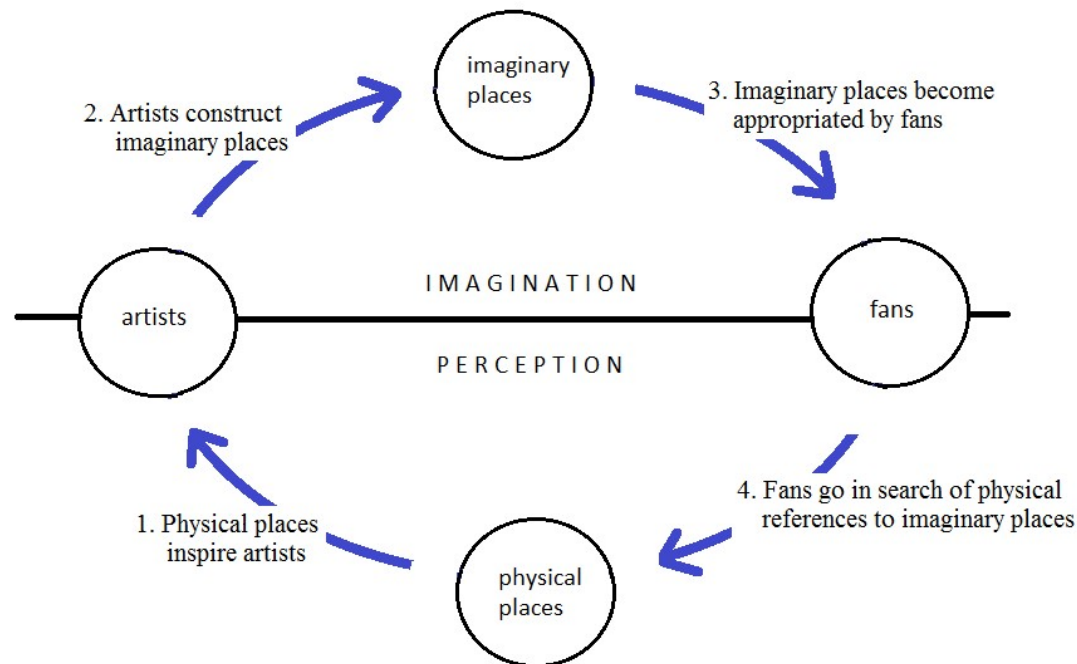 imaginary
places
2. Artists construct
imaginary places
3. Imaginary places become
appropriated by fans
IMAGINATION
artists
fans
PERCEPTION
1. Physical places
inspire artists
4. Fans go in search of physical
references to imaginary places
physical
places